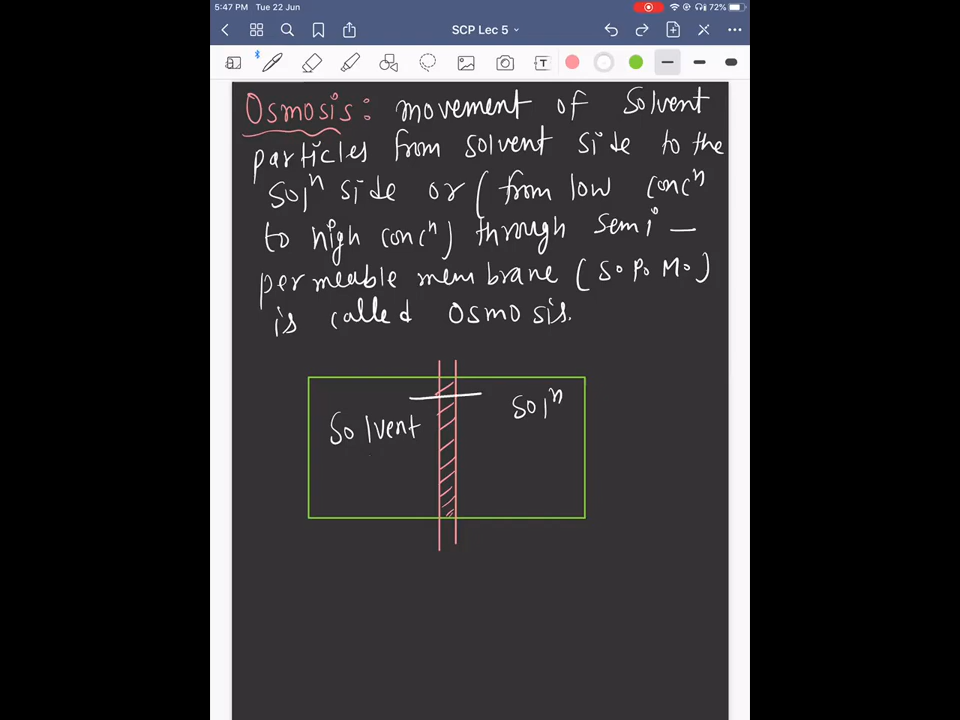 5:47 PM Tue 22 Jun 72%
SCP Lec 5
T
Osmosis: movement of Solvent
particles from solvent side to the
Solⁿ side or (from low concⁿ
to high concⁿ) through semi –
permeable membrane (S. P. M.)
is called osmosis.
Solvent
Solⁿ